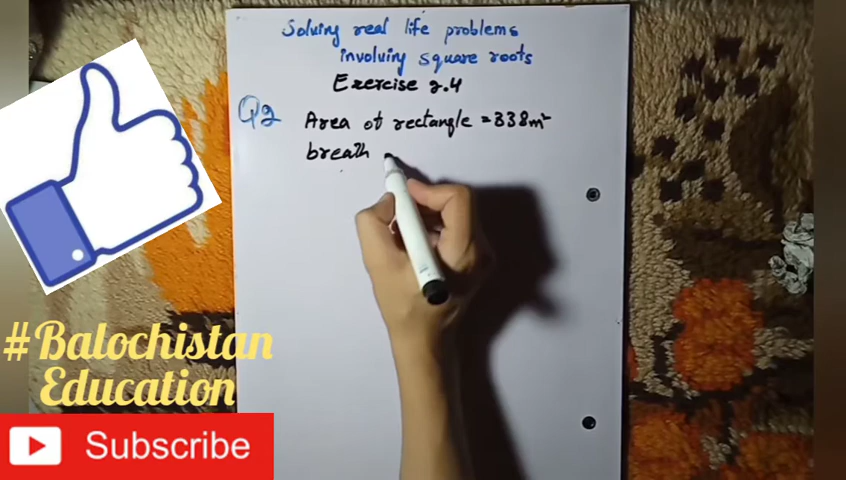 Solving real life problems
involving square roots
Exercise 2.4
Q2 Area of rectangle = 338m²
breath
#Balochistan
Education
Subscribe